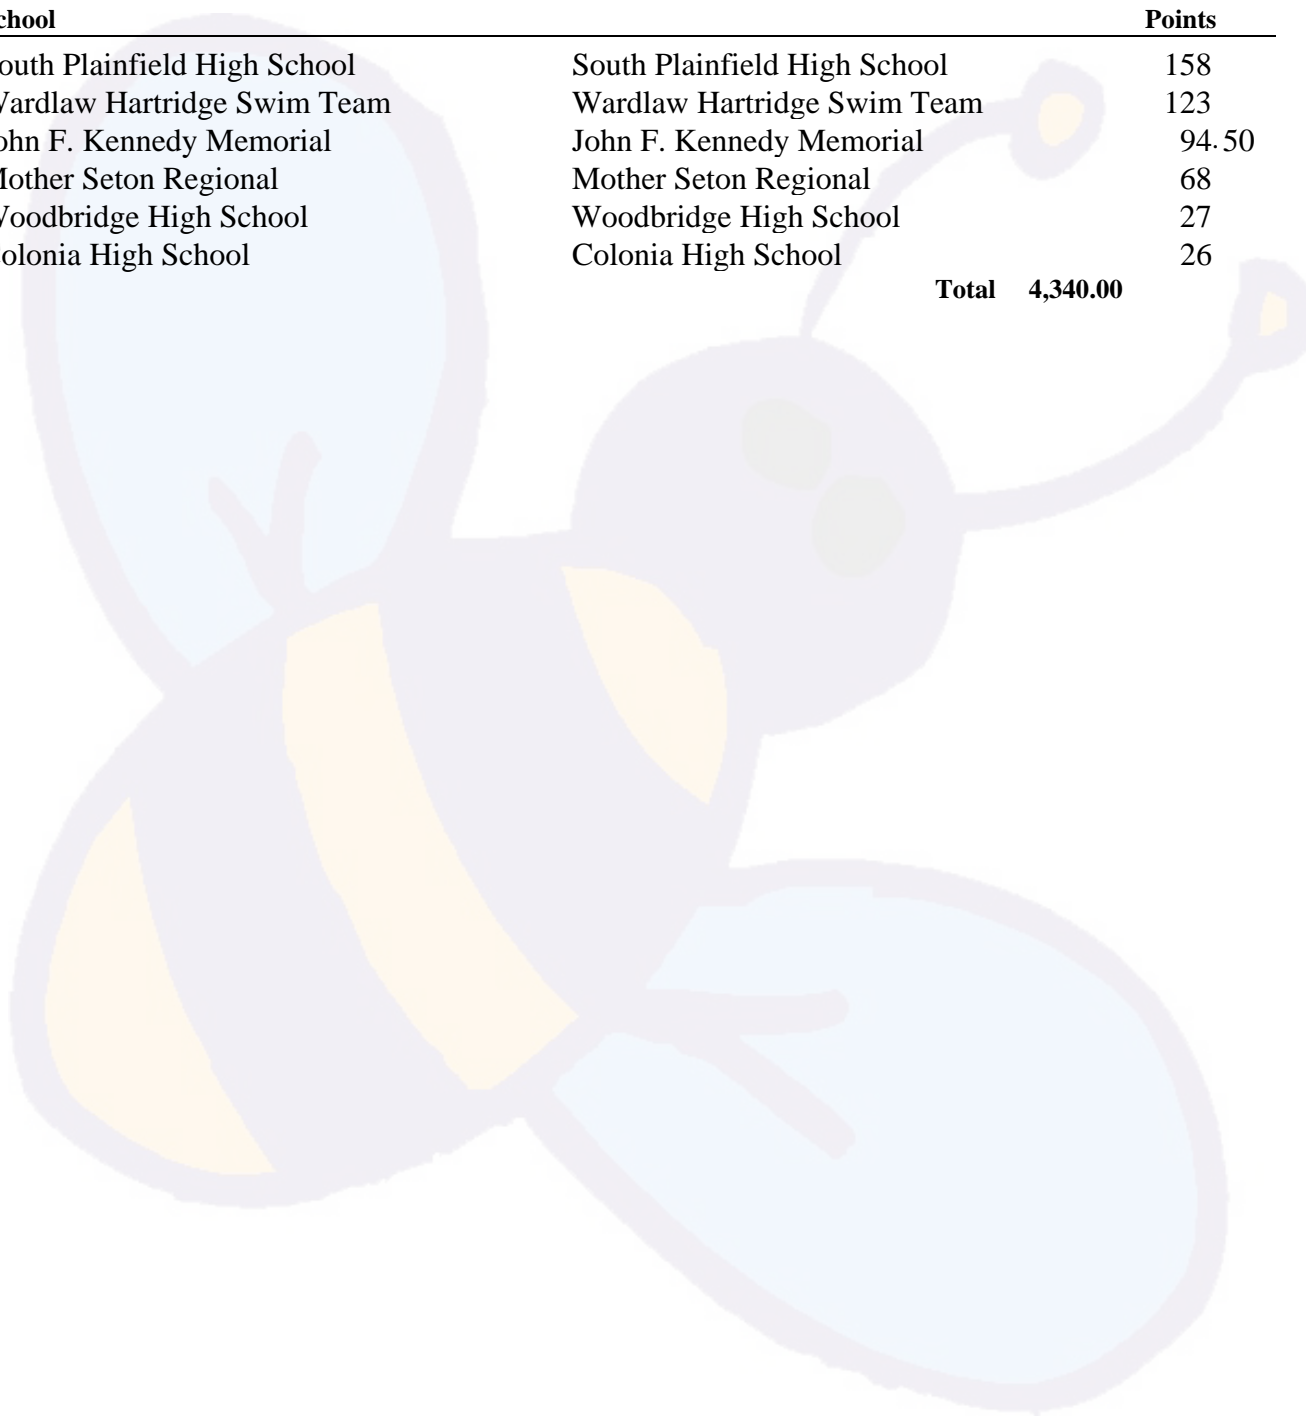 chool Points
outh Plainfield High School South Plainfield High School 158
Wardlaw Hartridge Swim Team Wardlaw Hartridge Swim Team 123
ohn F. Kennedy Memorial John F. Kennedy Memorial 94.50
Mother Seton Regional Mother Seton Regional 68
Woodbridge High School Woodbridge High School 27
olonia High School Colonia High School 26
Total 4,340.00